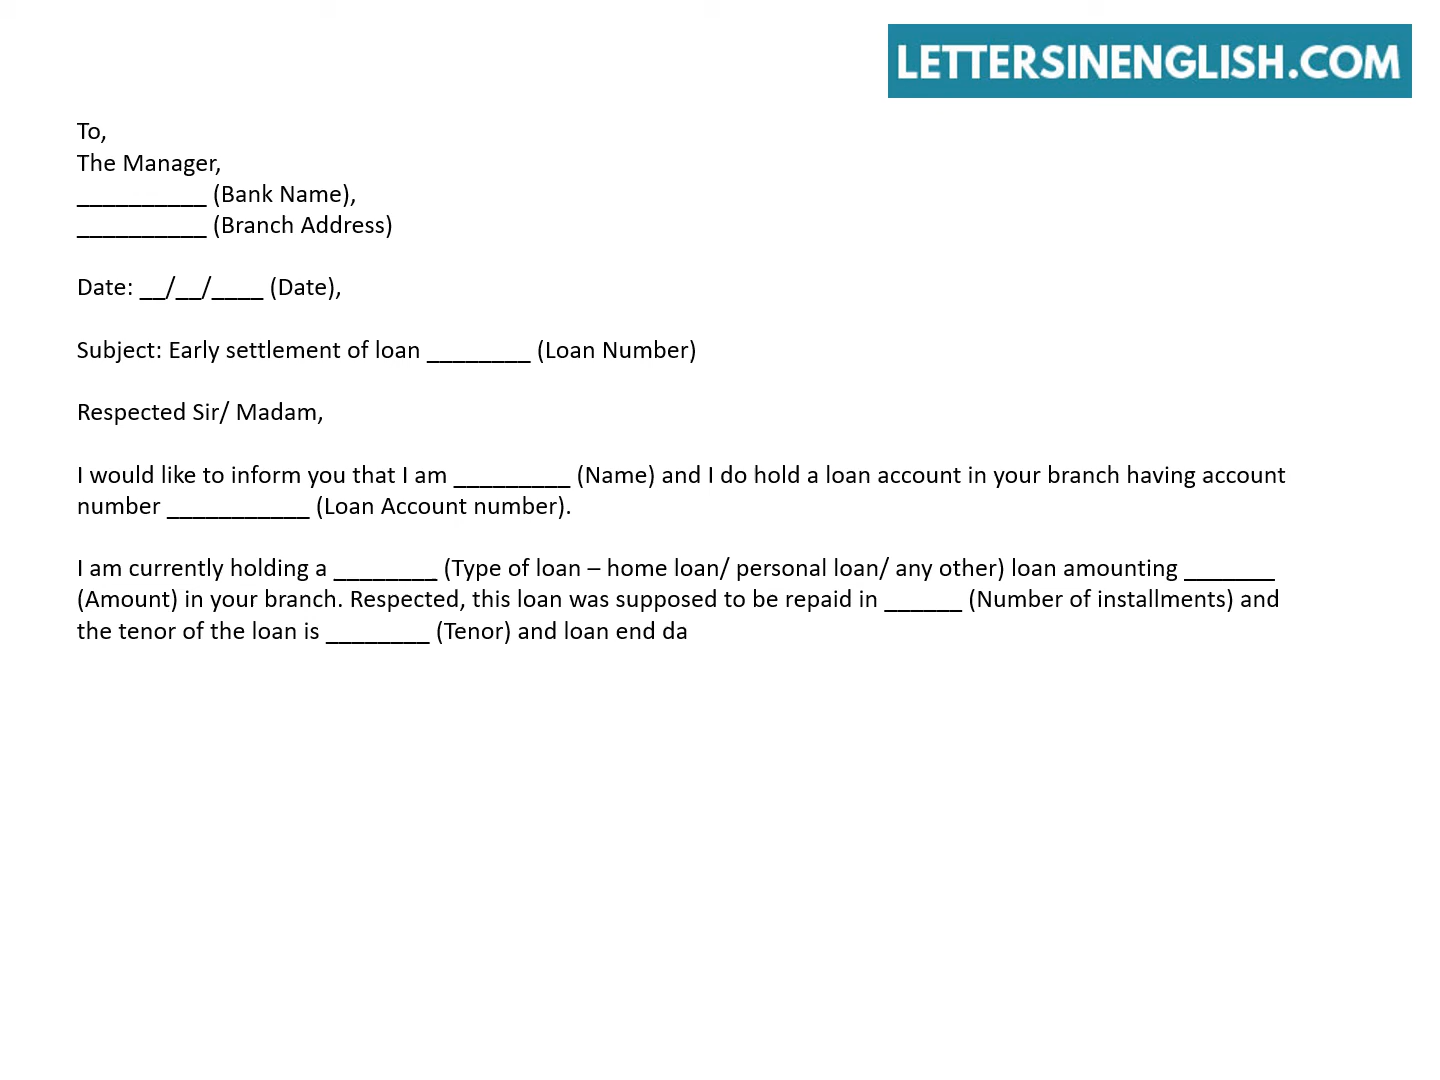 LETTERSINENGLISH.COM
To,
The Manager,
__________ (Bank Name),
__________ (Branch Address)
Date: __/__/____ (Date),
Subject: Early settlement of loan ________ (Loan Number)
Respected Sir/ Madam,
I would like to inform you that I am _________ (Name) and I do hold a loan account in your branch having account
number ___________ (Loan Account number).
I am currently holding a ________ (Type of loan – home loan/ personal loan/ any other) loan amounting _______
(Amount) in your branch. Respected, this loan was supposed to be repaid in ______ (Number of installments) and
the tenor of the loan is ________ (Tenor) and loan end da